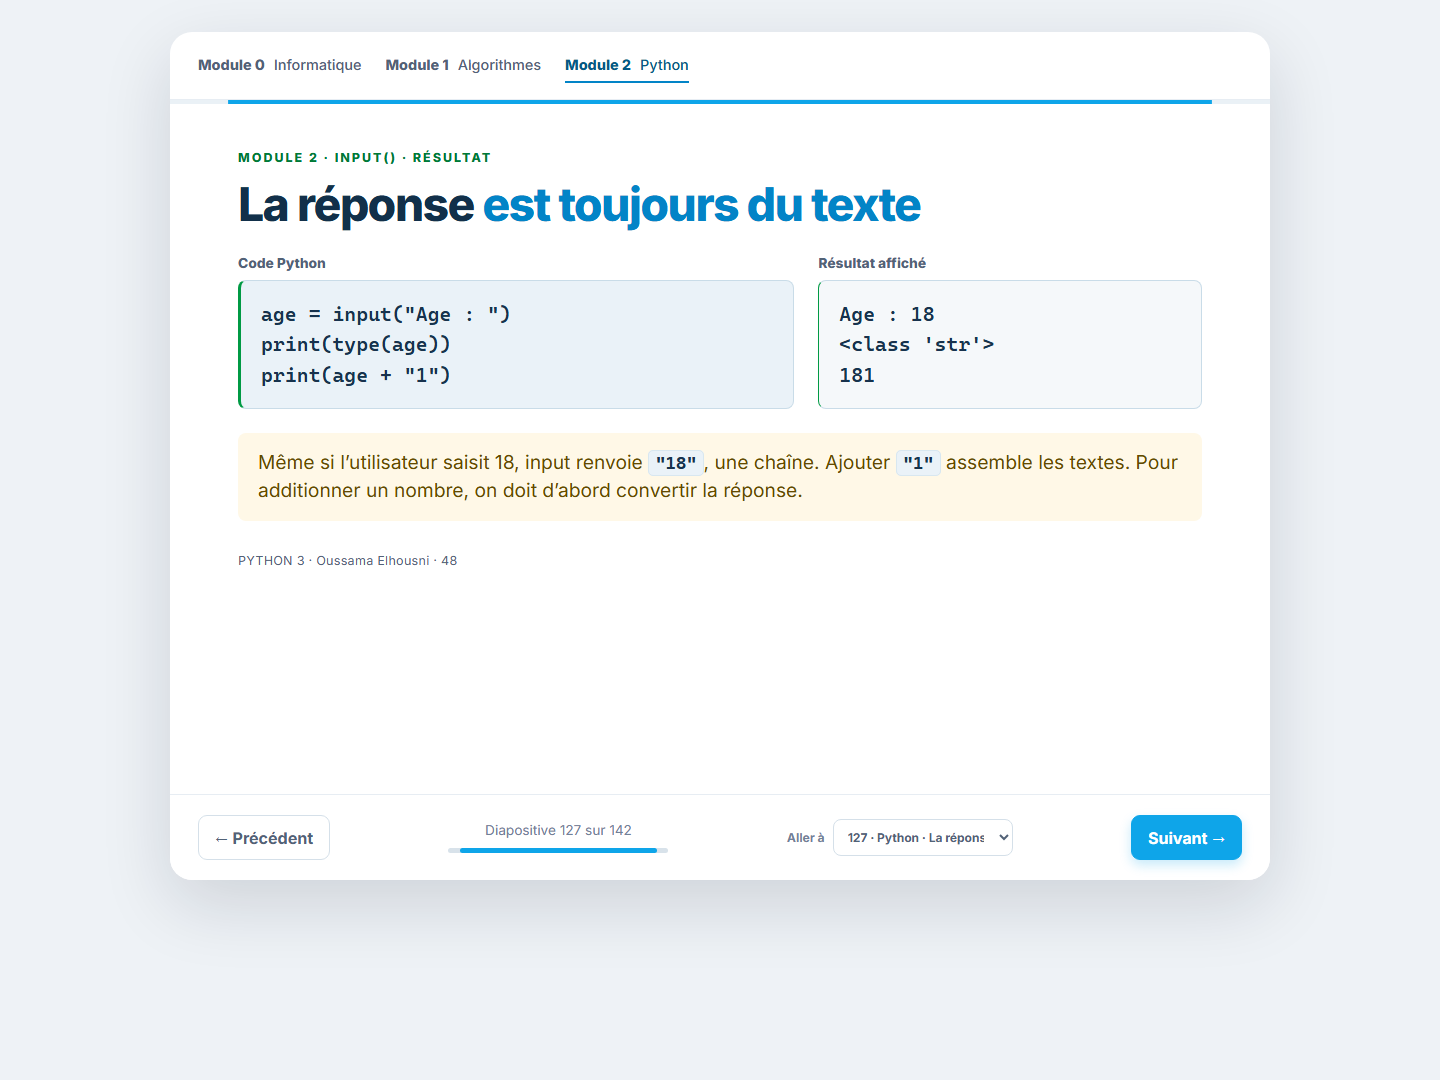 Module 0 Informatique Module 1 Algorithmes Module 2 Python
MODULE 2 · INPUT() · RÉSULTAT
La réponse est toujours du texte
Code Python
age = input("Age : ")
print(type(age))
print(age + "1")
Résultat affiché
Age : 18
<class 'str'>
181
Même si l’utilisateur saisit 18, input renvoie "18", une chaîne. Ajouter "1" assemble les textes. Pour
additionner un nombre, on doit d’abord convertir la réponse.
PYTHON 3 · Oussama Elhousni · 48
← Précédent
Diapositive 127 sur 142
Aller à 127 · Python · La répons
Suivant →